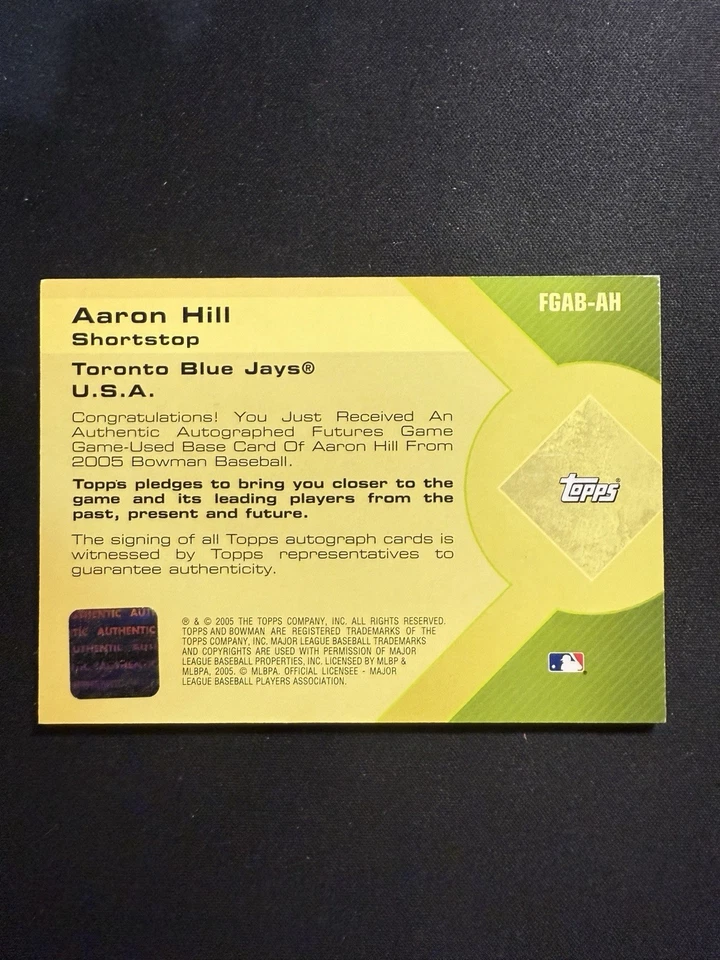 FGAB-AH
Aaron Hill
Shortstop
Toronto Blue Jays®
U.S.A.
Congratulations! You Just Received An
Authentic Autographed Futures Game
Game-Used Base Card Of Aaron Hill From
2005 Bowman Baseball.
Topps pledges to bring you closer to the
game and its leading players from the
past, present and future.
The signing of all Topps autograph cards is
witnessed by Topps representatives to
guarantee authenticity.
topps®
AUTHENTIC
® & © 2005 THE TOPPS COMPANY, INC. ALL RIGHTS RESERVED.
TOPPS AND BOWMAN ARE REGISTERED TRADEMARKS OF THE
TOPPS COMPANY, INC. MAJOR LEAGUE BASEBALL TRADEMARKS
AND COPYRIGHTS ARE USED WITH PERMISSION OF MAJOR
LEAGUE BASEBALL PROPERTIES, INC. LICENSED BY MLBP &
MLBPA, 2005. © MLBPA. OFFICIAL LICENSEE - MAJOR
LEAGUE BASEBALL PLAYERS ASSOCIATION.